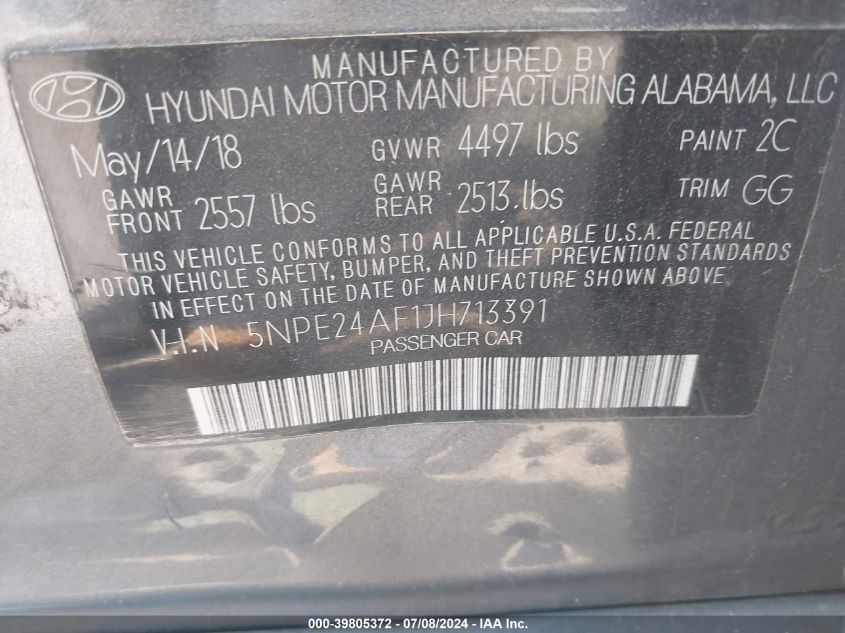 MANUFACTURED BY
HYUNDAI MOTOR MANUFACTURING ALABAMA, LLC
May/14/18 GVWR 4497 lbs PAINT 2C
GAWR FRONT 2557 lbs GAWR REAR 2513.lbs TRIM GG
THIS VEHICLE CONFORMS TO ALL APPLICABLE U.S.A. FEDERAL
MOTOR VEHICLE SAFETY, BUMPER, AND THEFT PREVENTION STANDARDS
IN EFFECT ON THE DATE OF MANUFACTURE SHOWN ABOVE
V.I.N 5NPE24AF1JH713391
PASSENGER CAR
000-39805372 / 07/08/2024 - IAA Inc.